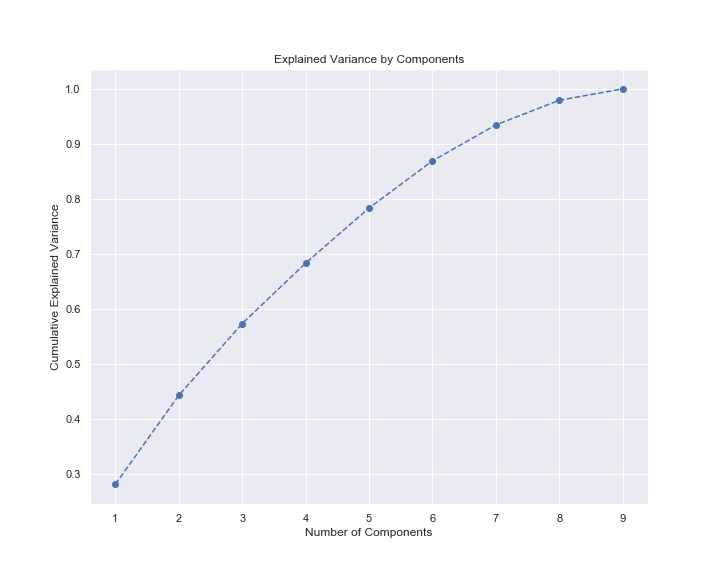 Explained Variance by Components
1.0
0.9
0.8
0.7
0.6
0.5
0.4
0.3
Cumulative Explained Variance
1 2 3 4 5 6 7 8 9
Number of Components